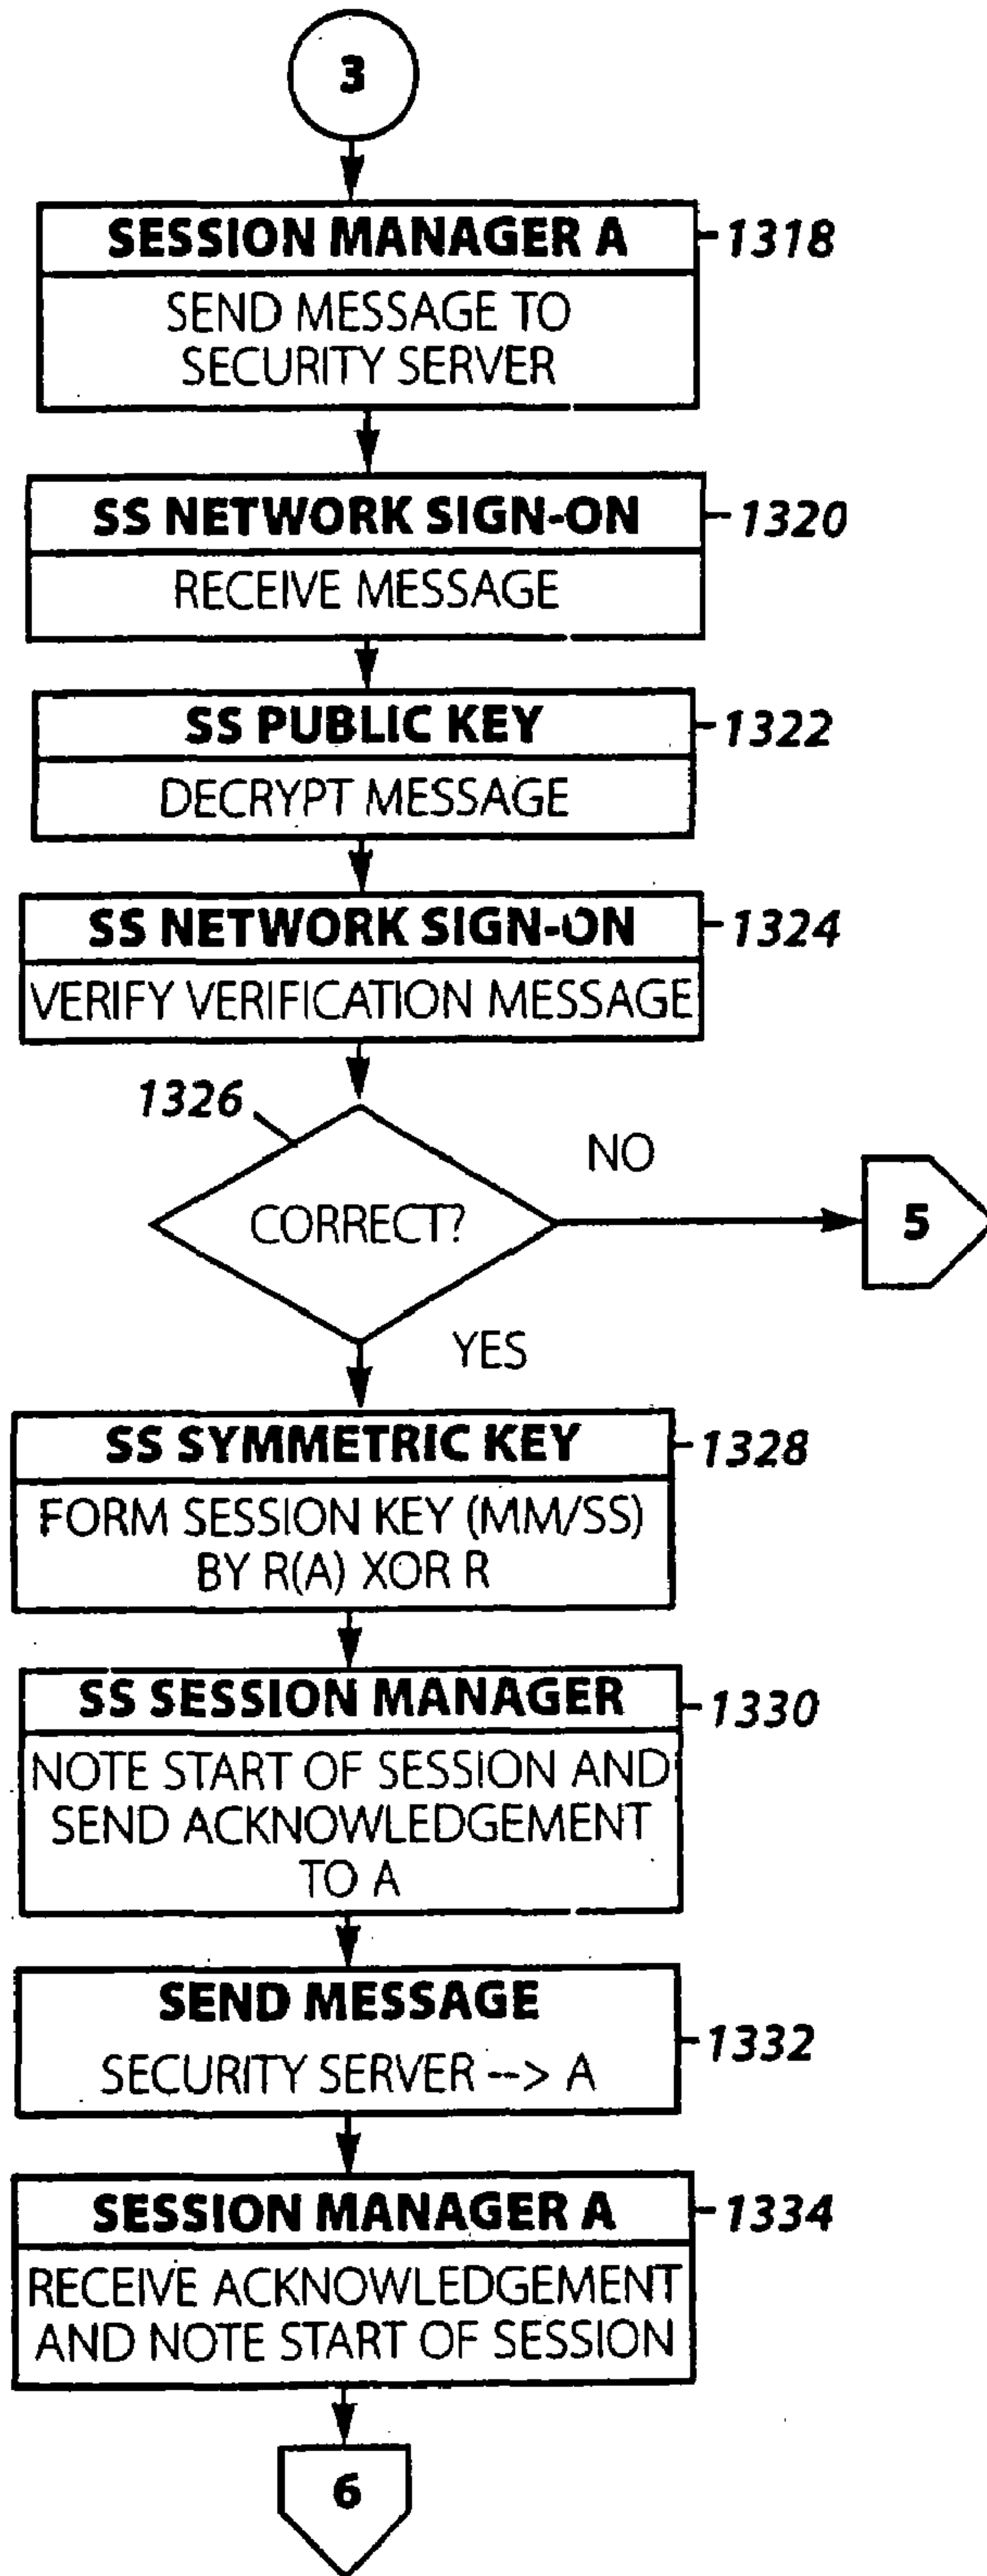 3
SESSION MANAGER A
1318
SEND MESSAGE TO
SECURITY SERVER
SS NETWORK SIGN-ON
1320
RECEIVE MESSAGE
SS PUBLIC KEY
1322
DECRYPT MESSAGE
SS NETWORK SIGN-ON
1324
VERIFY VERIFICATION MESSAGE
1326
NO
CORRECT?
5
YES
SS SYMMETRIC KEY
1328
FORM SESSION KEY (MM/SS)
BY R(A) XOR R
SS SESSION MANAGER
1330
NOTE START OF SESSION AND
SEND ACKNOWLEDGEMENT
TO A
SEND MESSAGE
1332
SECURITY SERVER --> A
SESSION MANAGER A
1334
RECEIVE ACKNOWLEDGEMENT
AND NOTE START OF SESSION
6